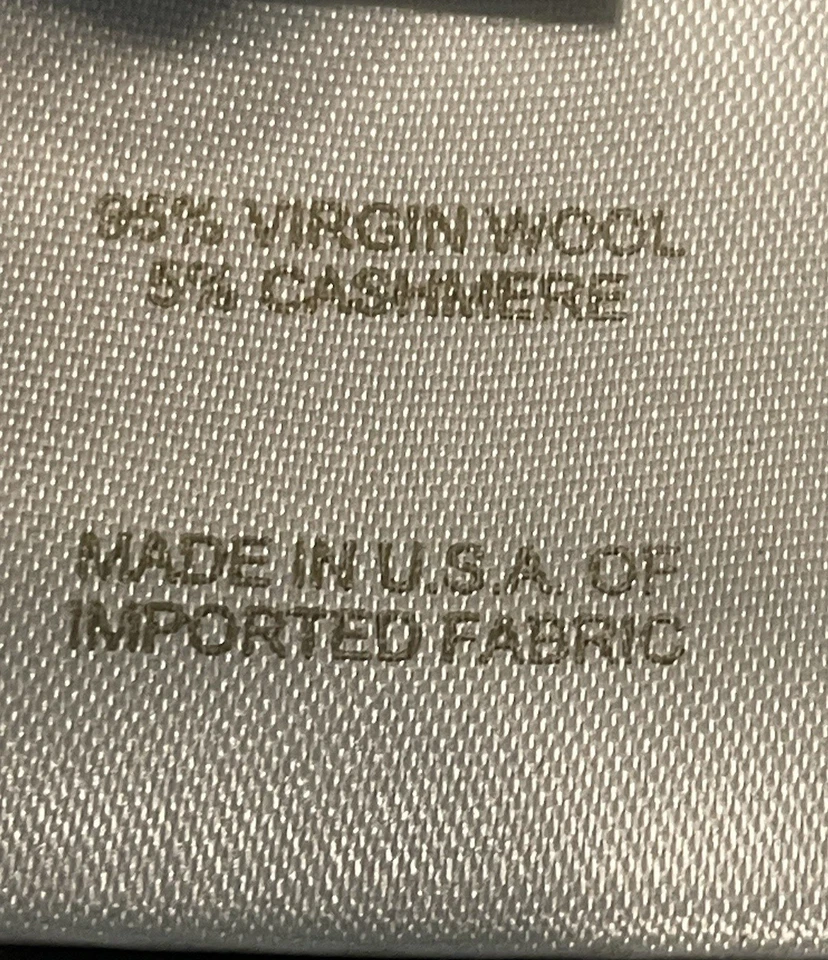 95% VIRGIN WOOL
5% CASHMERE
MADE IN U.S.A. OF
IMPORTED FABRIC